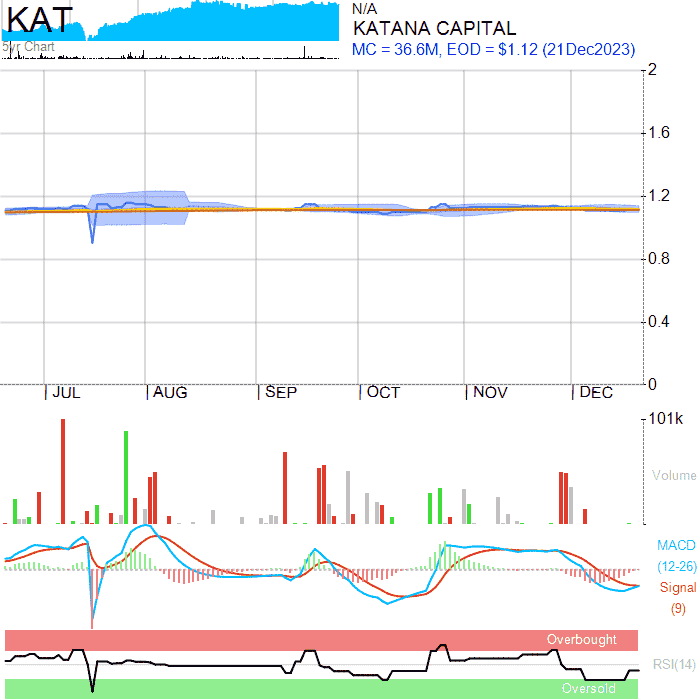 KAT
5yr Chart
N/A
KATANA CAPITAL
MC = 36.6M, EOD = $1.12 (21Dec2023)
2
1.6
1.2
0.8
0.4
0
JUL AUG SEP OCT NOV DEC
101k
Volume
MACD
(12-26)
Signal
(9)
Overbought
RSI(14)
Oversold